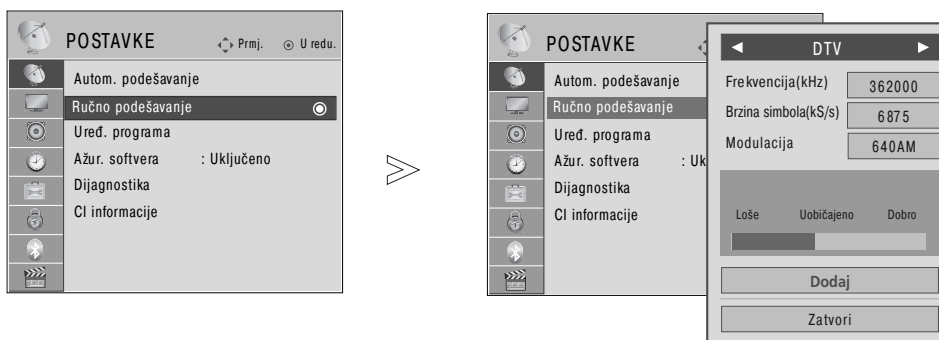 POSTAVKE
Prmj.
U redu.
Autom. podešavanje
Ručno podešavanje
Uređ. programa
Ažur. softvera : Uključeno
Dijagnostika
CI informacije
POSTAVKE
Autom. podešavanje
Ručno podešavanje
Uređ. programa
Ažur. softvera : Uk
Dijagnostika
CI informacije
DTV
Frekvencija(kHz) 362000
Brzina simbola(kS/s) 6875
Modulacija 640AM
Loše Uobičajeno Dobro
Dodaj
Zatvori